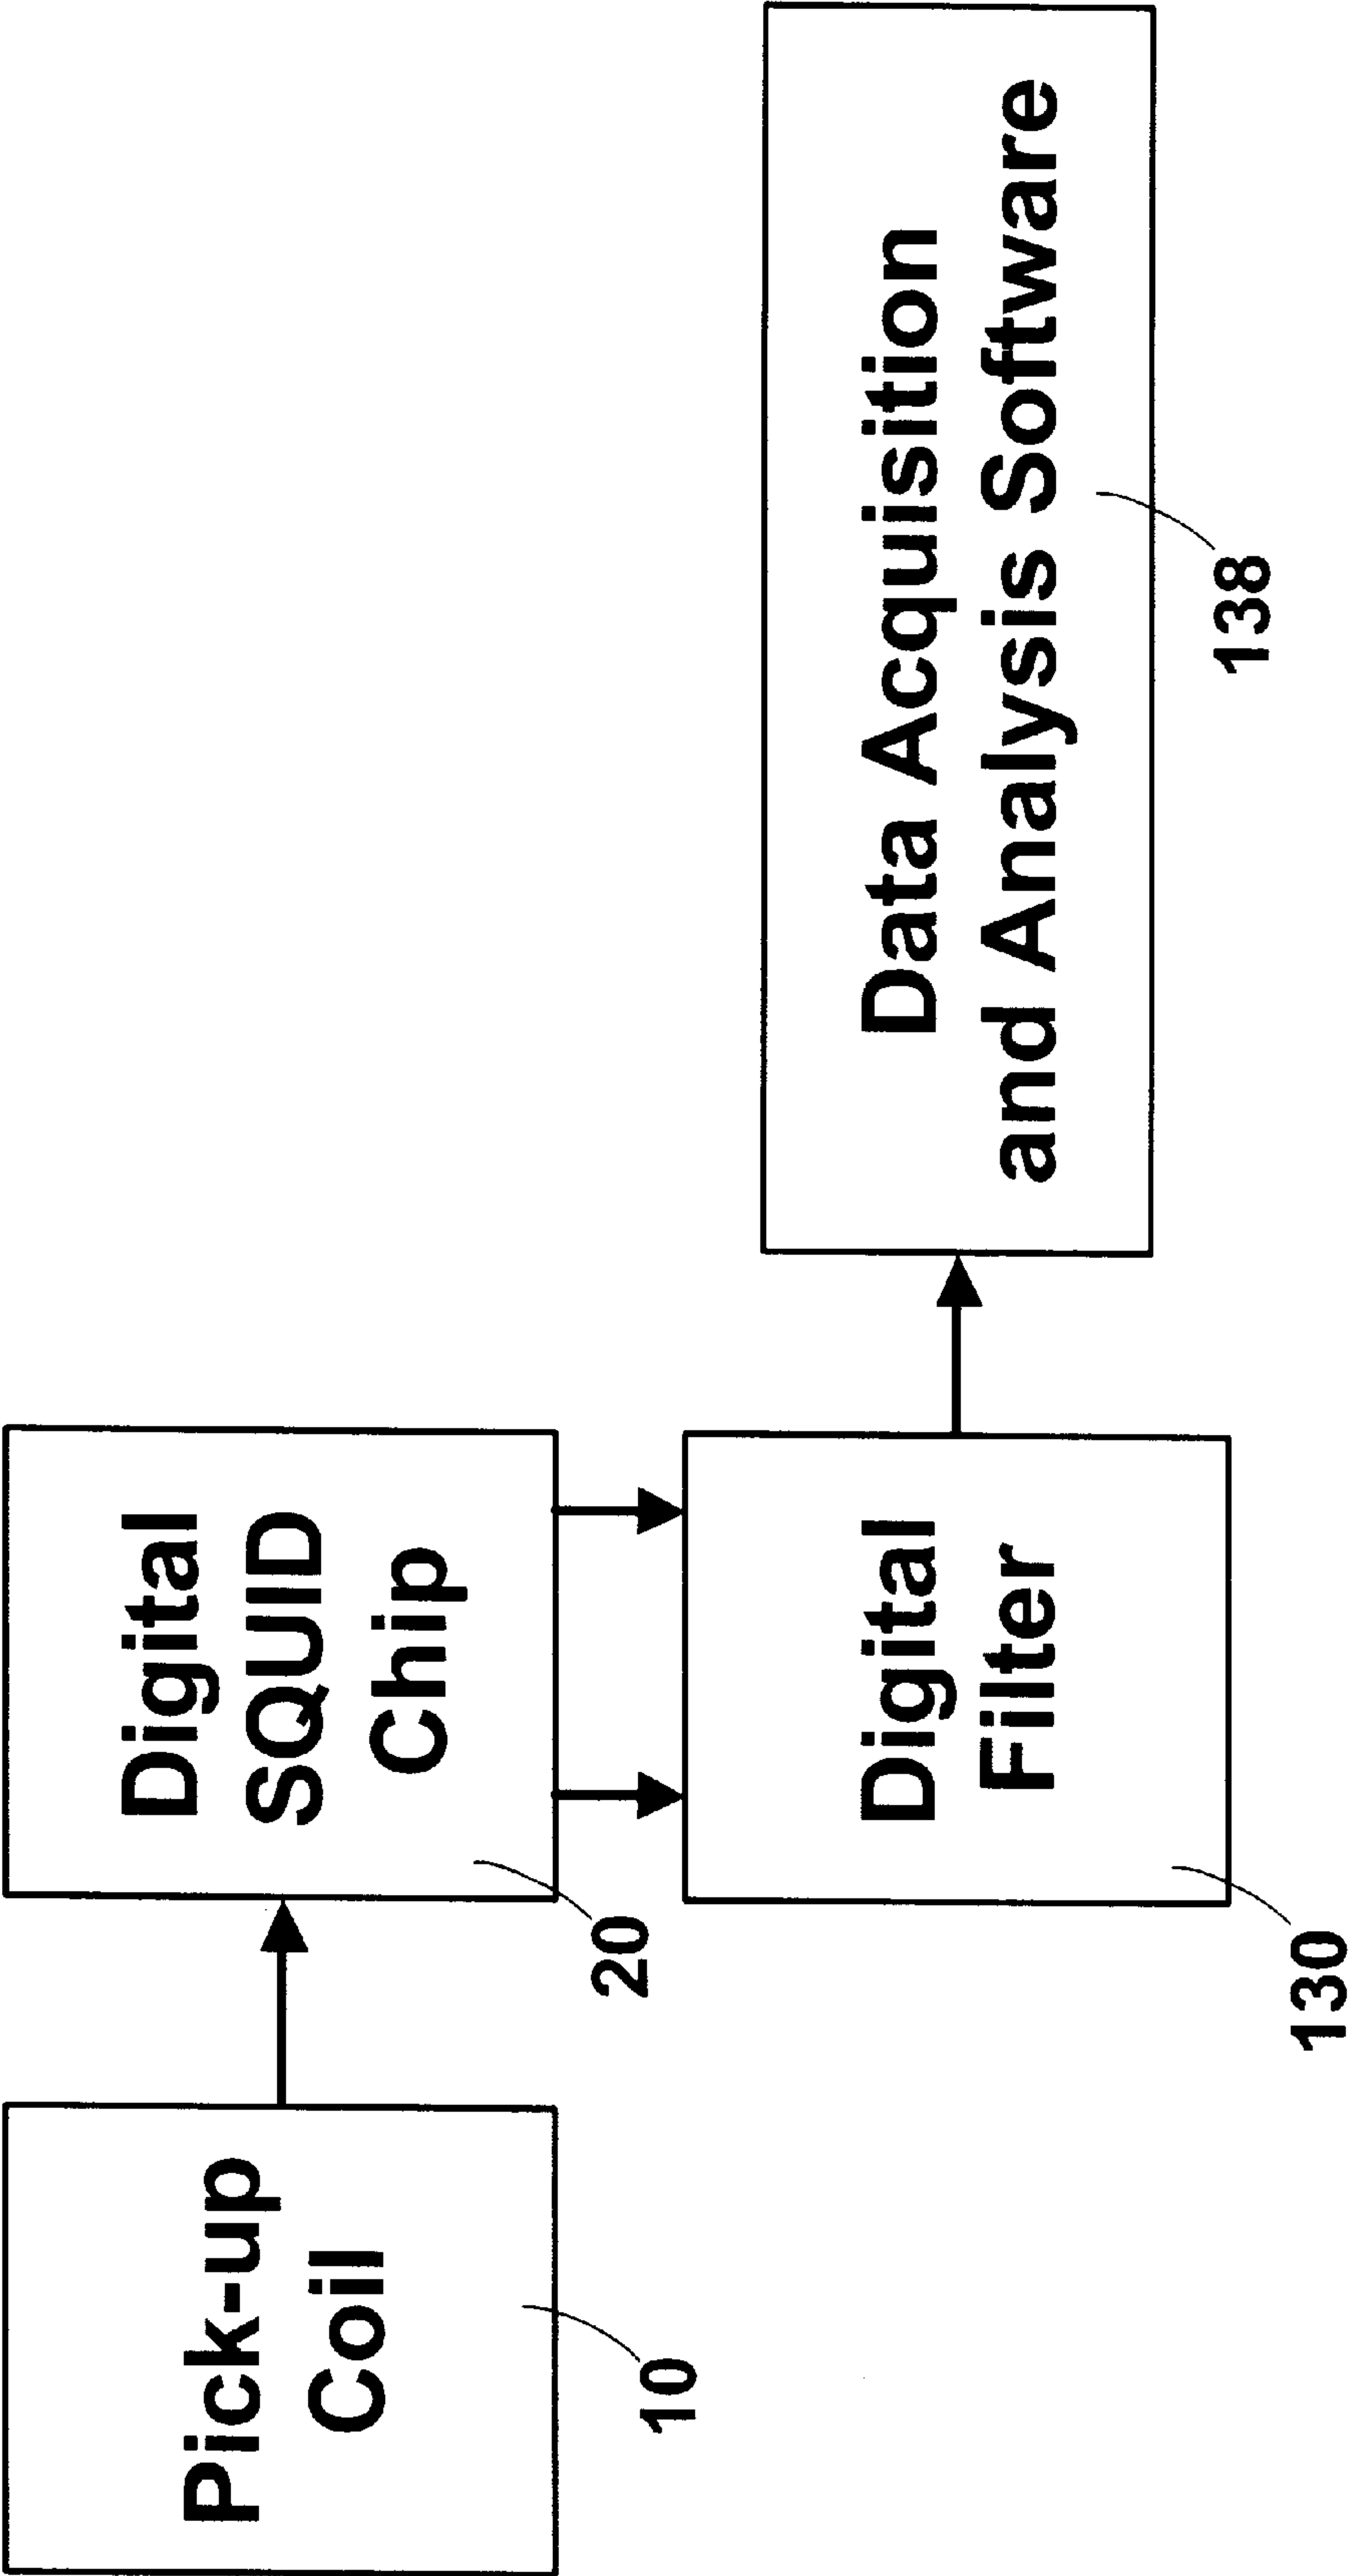 Pick-up
Coil
10
Digital
SQUID
Chip
20
Digital
Filter
130
Data Acquisition
and Analysis Software
138